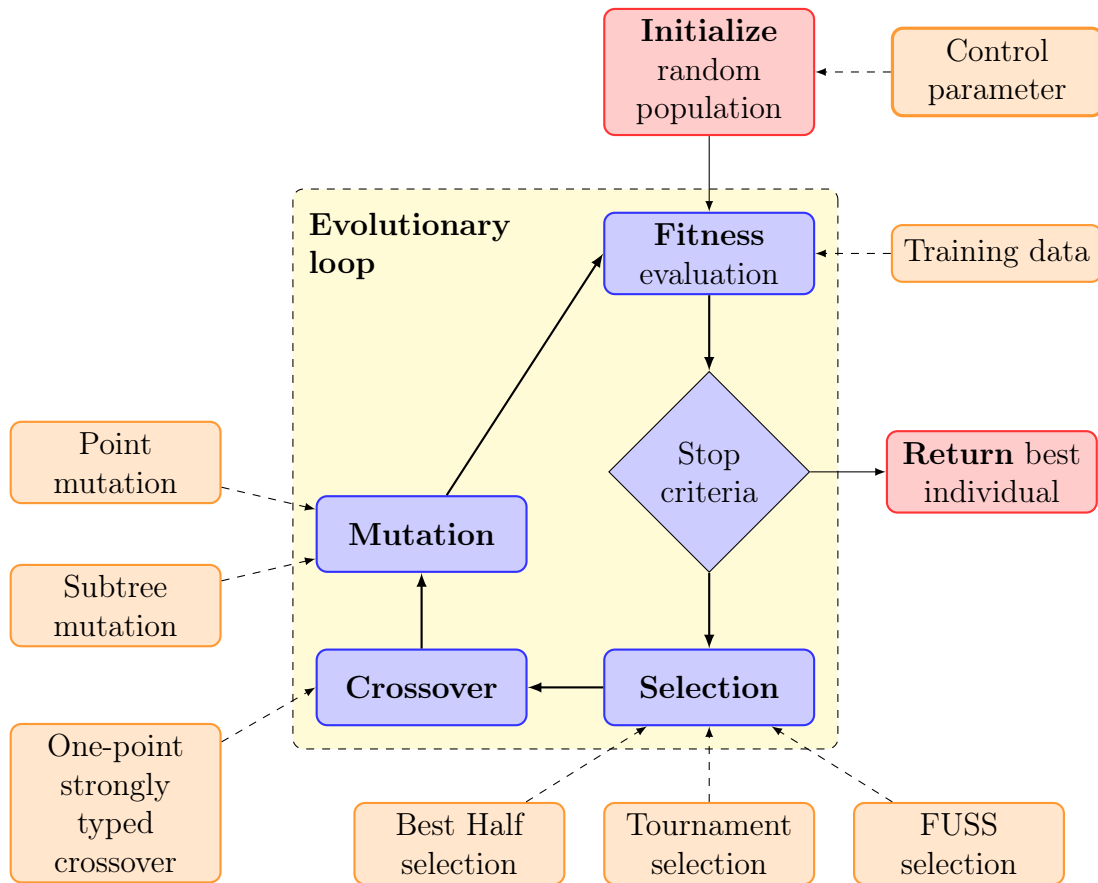 Initialize
random
population
Control
parameter
Evolutionary
loop
Fitness
evaluation
Training data
Stop
criteria
Return best
individual
Point
mutation
Mutation
Subtree
mutation
Crossover
Selection
One-point
strongly
typed
crossover
Best Half
selection
Tournament
selection
FUSS
selection